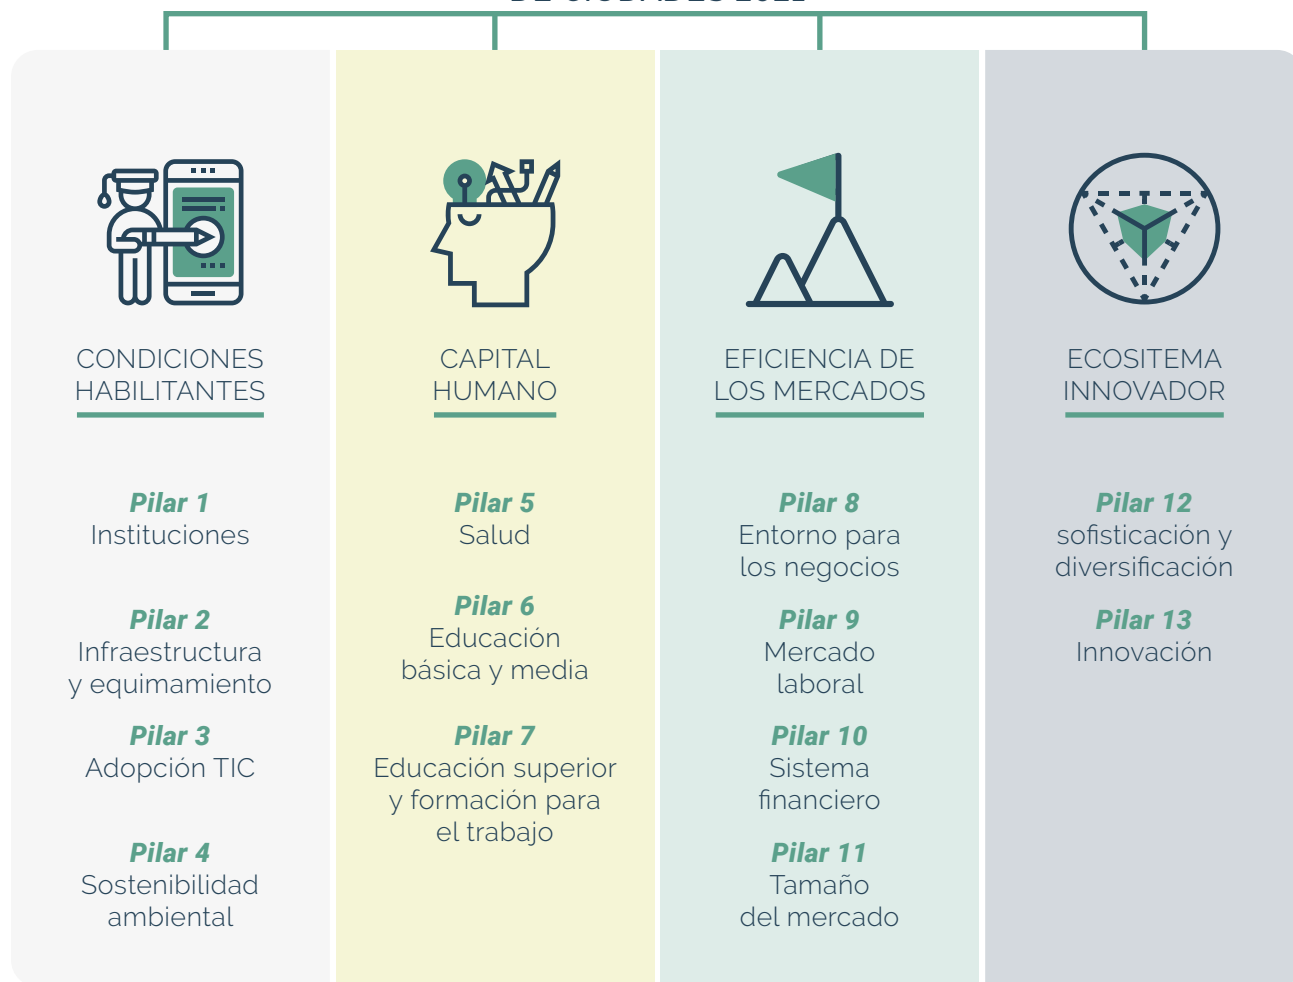 DE CIUDADES 2021
CONDICIONES
HABILITANTES
Pilar 1
Instituciones
Pilar 2
Infraestructura
y equimamiento
Pilar 3
Adopción TIC
Pilar 4
Sostenibilidad
ambiental
CAPITAL
HUMANO
Pilar 5
Salud
Pilar 6
Educación
básica y media
Pilar 7
Educación superior
y formación para
el trabajo
EFICIENCIA DE
LOS MERCADOS
Pilar 8
Entorno para
los negocios
Pilar 9
Mercado
laboral
Pilar 10
Sistema
financiero
Pilar 11
Tamaño
del mercado
ECOSITEMA
INNOVADOR
Pilar 12
sofisticación y
diversificación
Pilar 13
Innovación